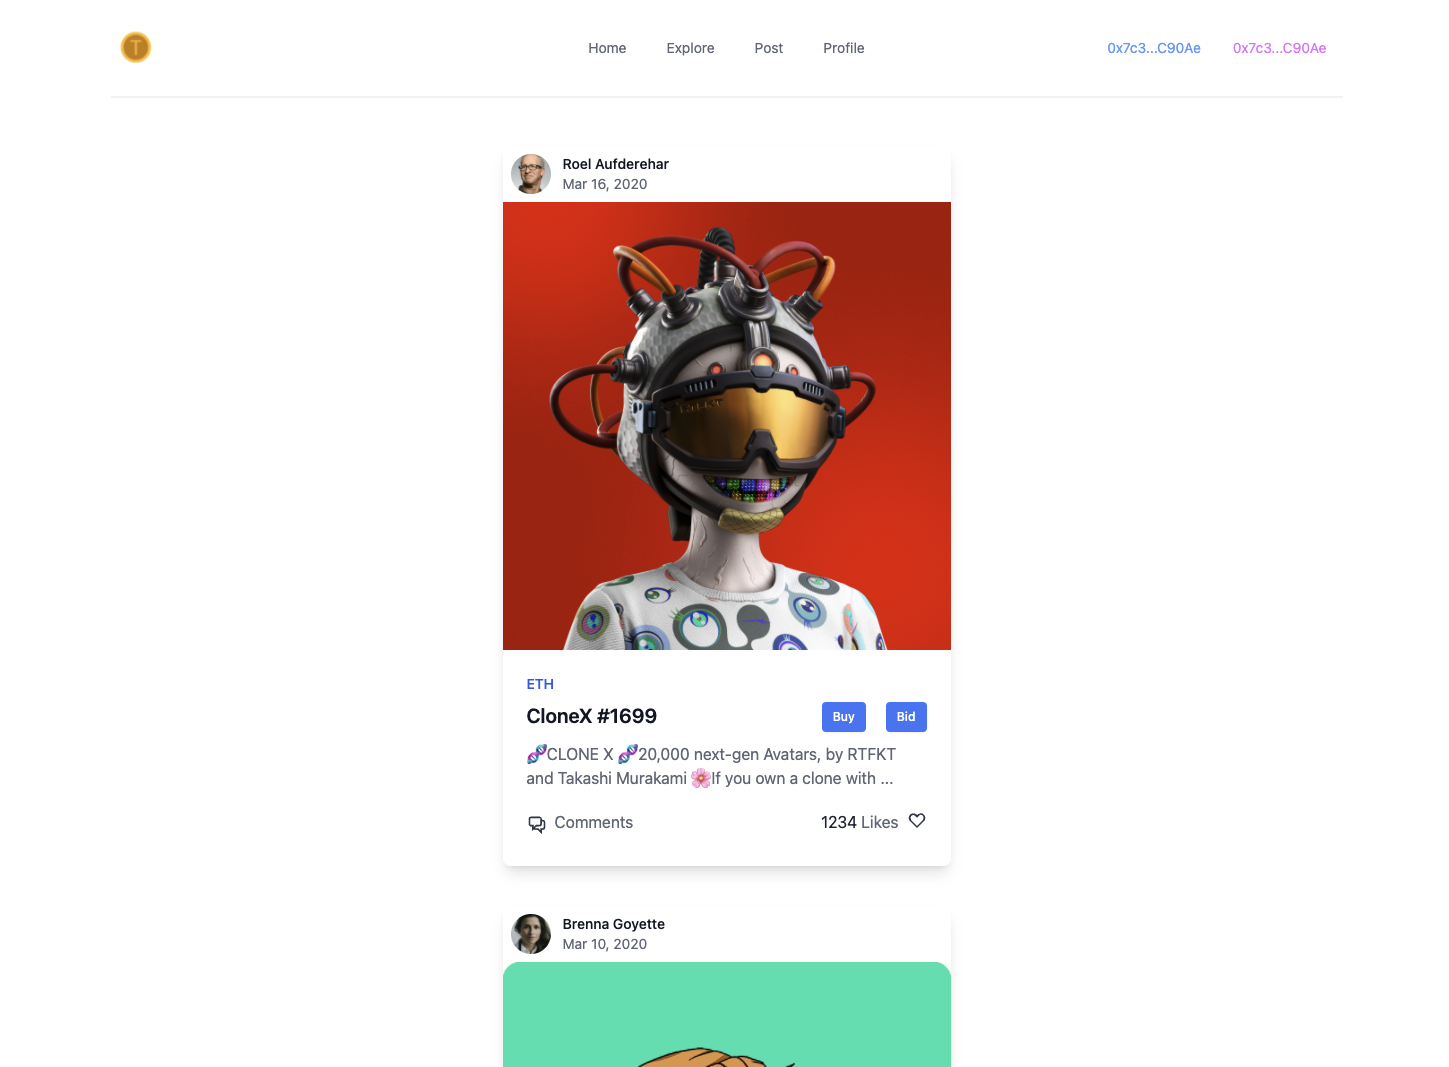 T
Home Explore Post Profile 0x7c3...C90Ae 0x7c3...C90Ae
Roel Aufderehar
Mar 16, 2020
RTFKT
ETH
CloneX #1699
Buy Bid
🧬CLONE X 🧬20,000 next-gen Avatars, by RTFKT
and Takashi Murakami 🌸If you own a clone with ...
Comments 1234 Likes
Brenna Goyette
Mar 10, 2020